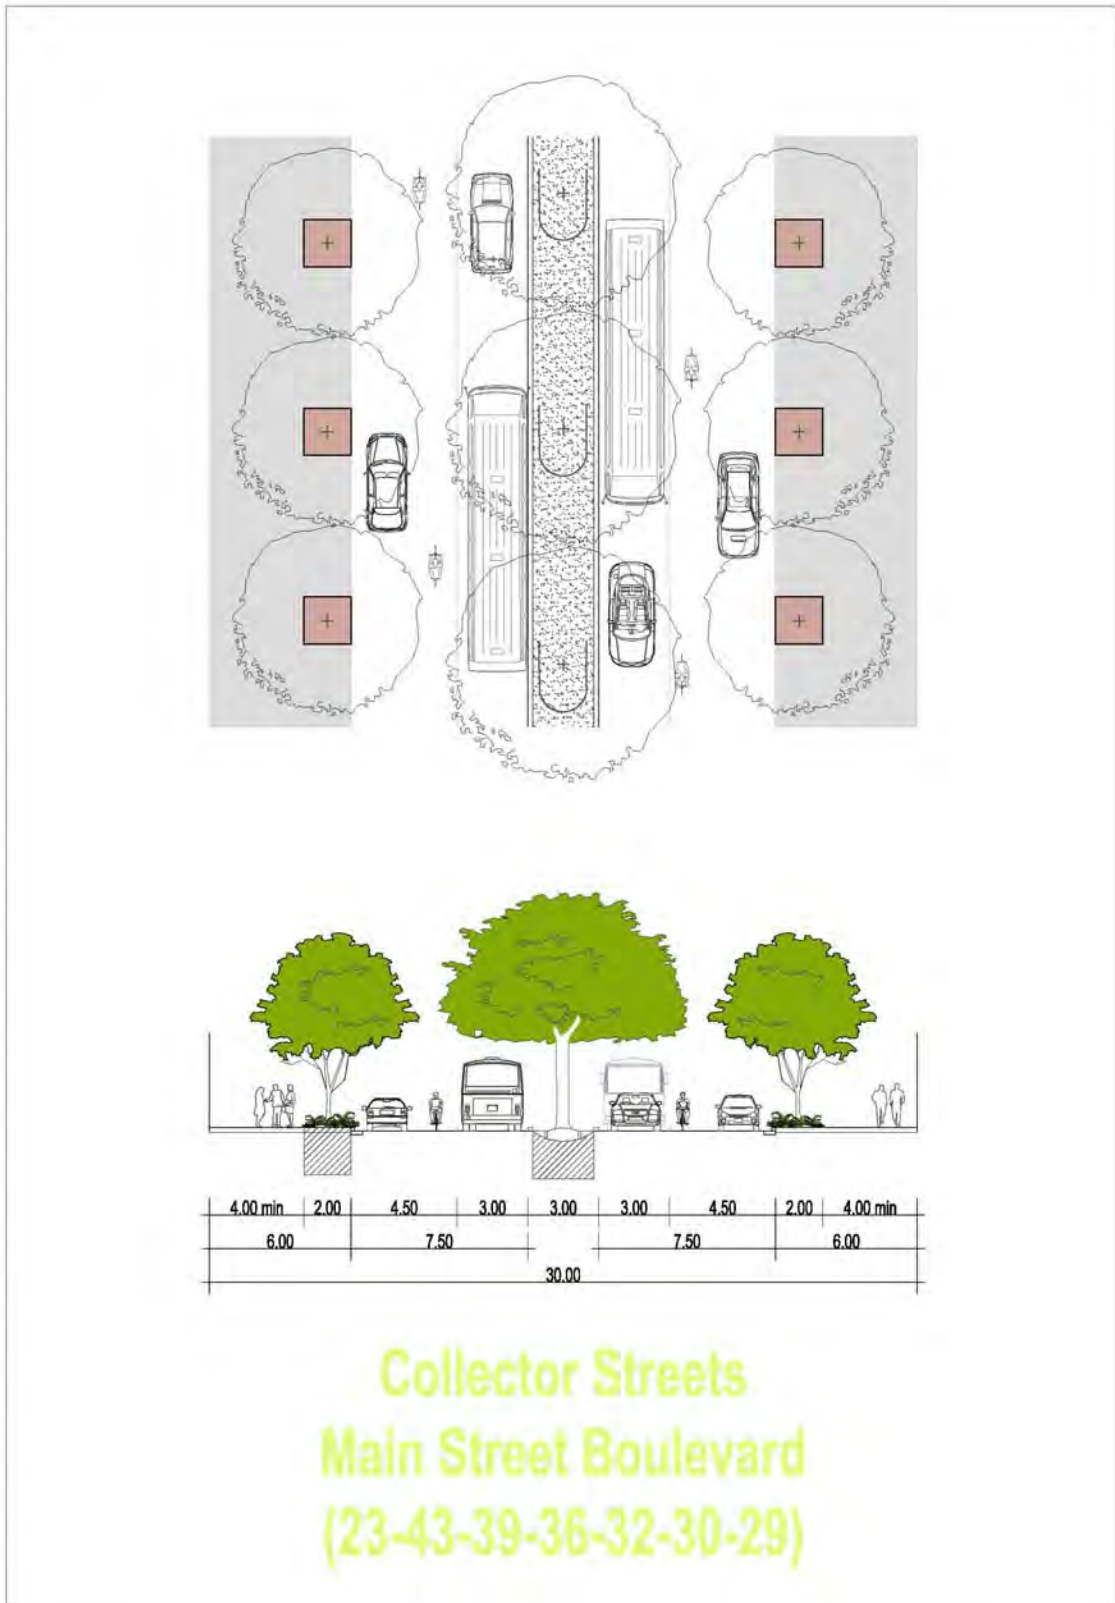 4.00 min 2.00 4.50 3.00 3.00 3.00 4.50 2.00 4.00 min
6.00 7.50 7.50 6.00
30.00
Collector Streets
Main Street Boulevard
(23-43-39-36-32-30-29)